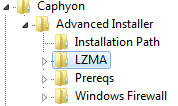 Caphyon
Advanced Installer
Installation Path
LZMA
Prereqs
Windows Firewall